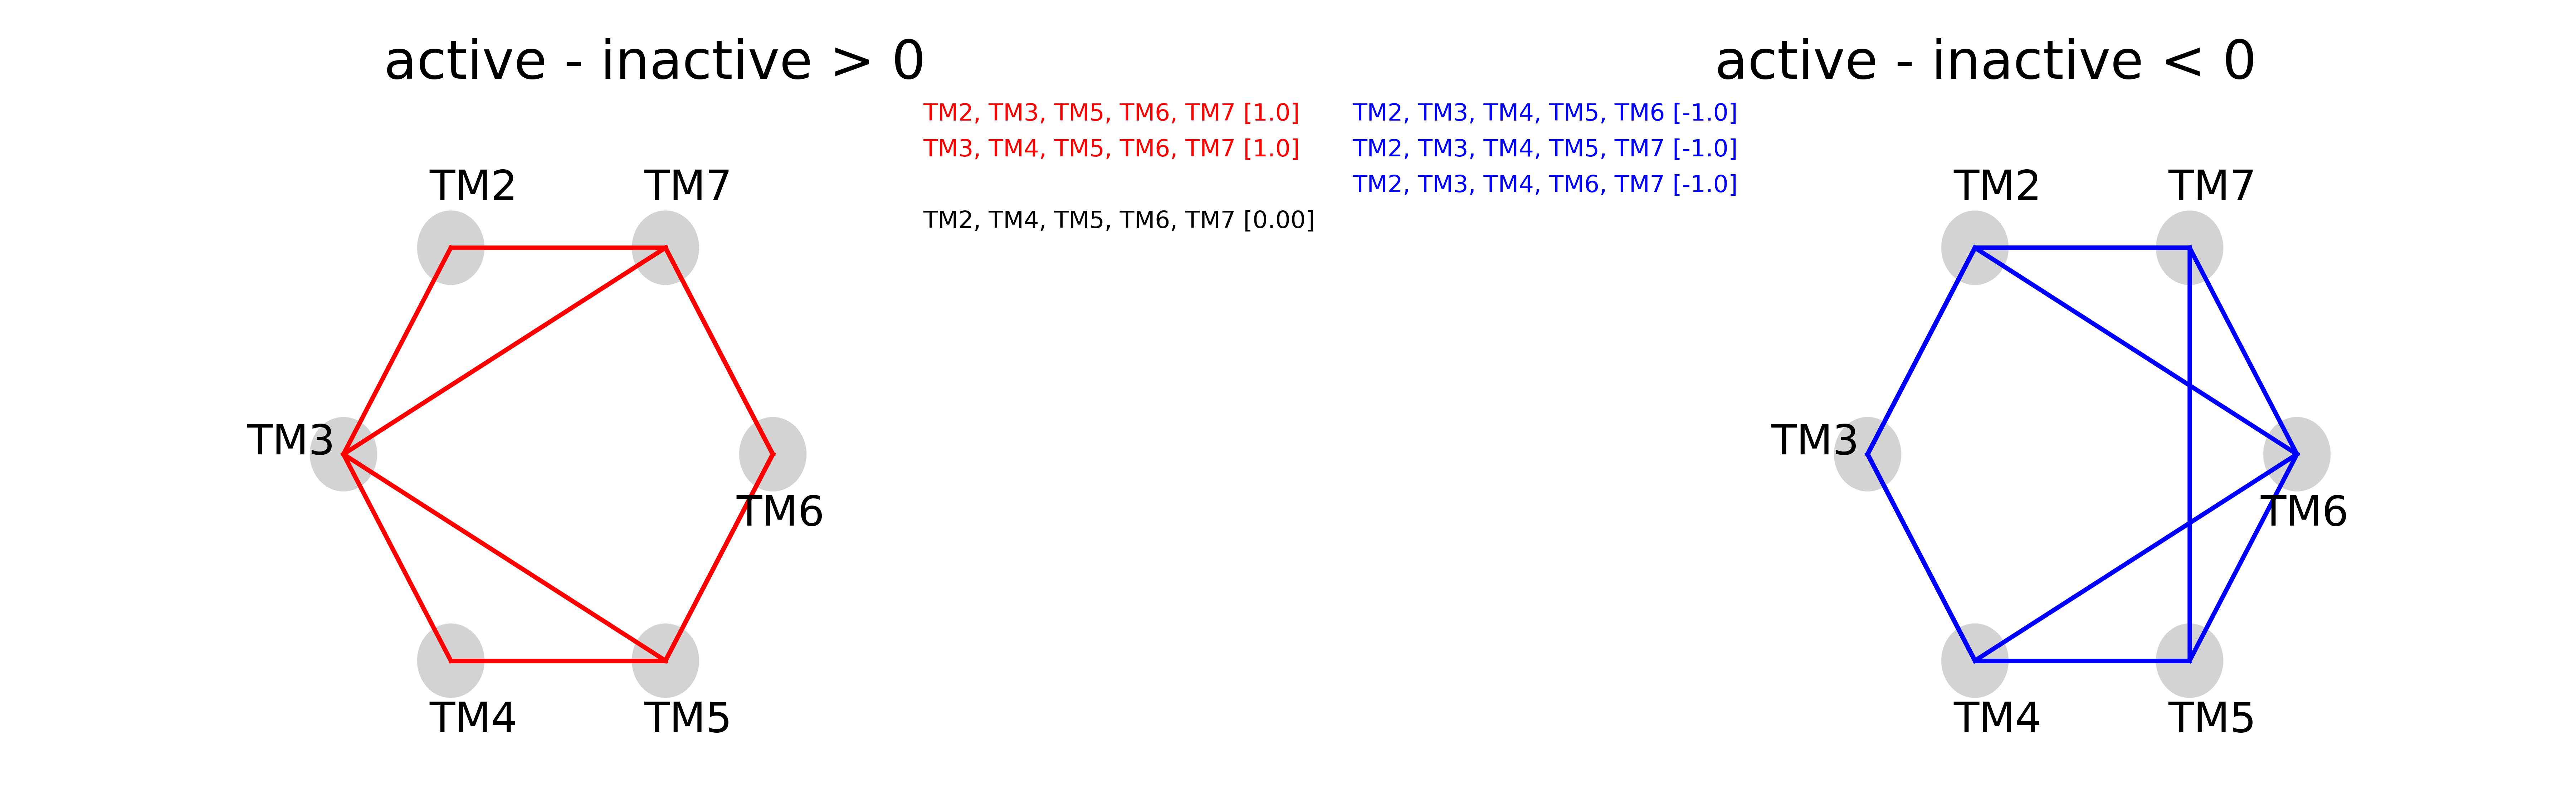 active - inactive > 0
TM2, TM3, TM5, TM6, TM7 [1.0]
TM3, TM4, TM5, TM6, TM7 [1.0]
TM2, TM4, TM5, TM6, TM7 [0.00]
TM2
TM7
TM3
TM6
TM4
TM5
active - inactive < 0
TM2, TM3, TM4, TM5, TM6 [-1.0]
TM2, TM3, TM4, TM5, TM7 [-1.0]
TM2, TM3, TM4, TM6, TM7 [-1.0]
TM2
TM7
TM3
TM6
TM4
TM5